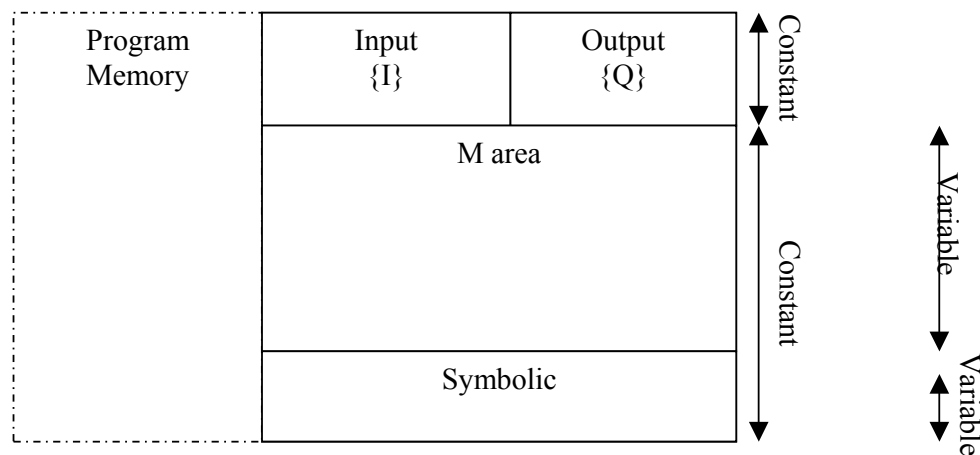 Program
Memory
Input
{I}
Output
{Q}
Constant
M area
Constant
Variable
Symbolic
Variable